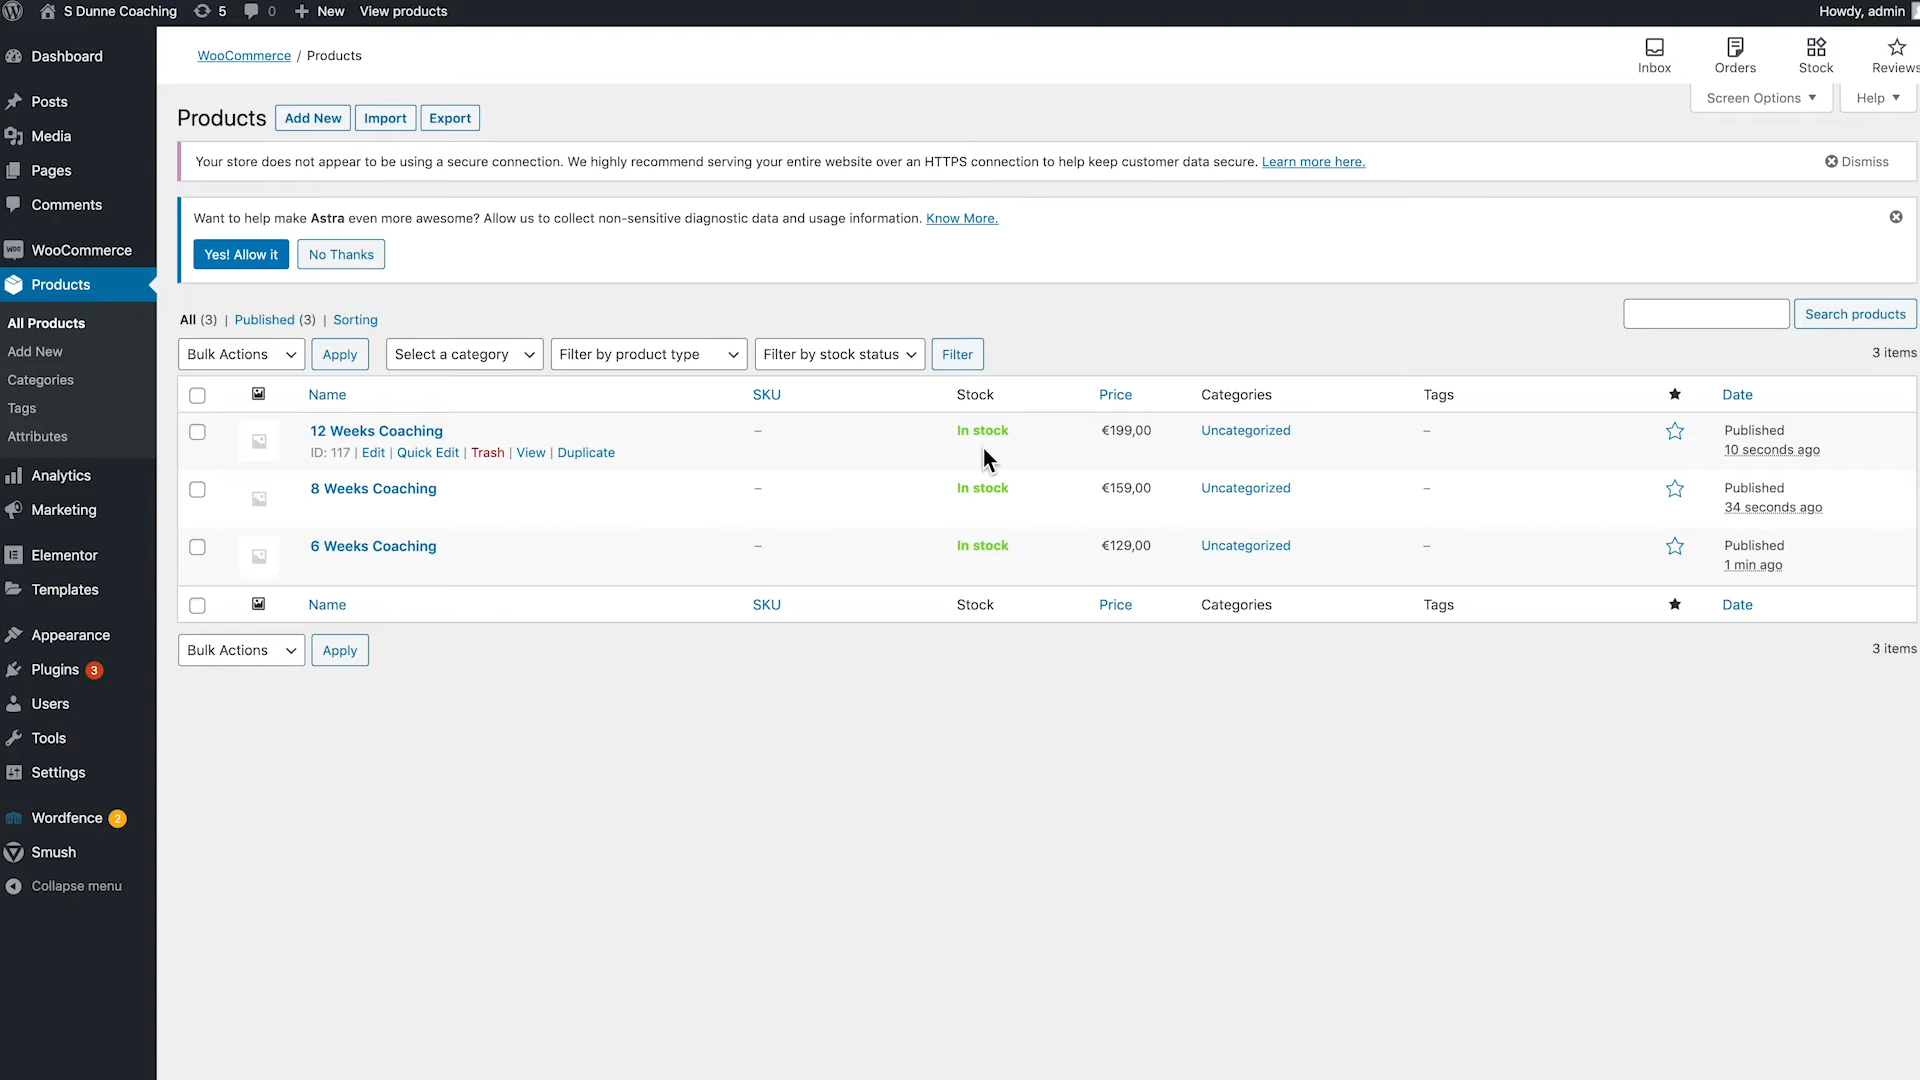 S Dunne Coaching 5 0 New View products Howdy, admin
Dashboard
Posts
Media
Pages
Comments
WooCommerce
Products
All Products
Add New
Categories
Tags
Attributes
Analytics
Marketing
Elementor
Templates
Appearance
Plugins 3
Users
Tools
Settings
Wordfence 2
Smush
Collapse menu
WooCommerce / Products
Inbox Orders Stock Reviews
Screen Options Help
Products Add New Import Export
Your store does not appear to be using a secure connection. We highly recommend serving your entire website over an HTTPS connection to help keep customer data secure. Learn more here. Dismiss
Want to help make Astra even more awesome? Allow us to collect non-sensitive diagnostic data and usage information. Know More.
Yes! Allow it No Thanks
All (3) | Published (3) | Sorting
Search products
Bulk Actions Apply Select a category Filter by product type Filter by stock status Filter
3 items
Name SKU Stock Price Categories Tags Date
12 Weeks Coaching – In stock €199,00 Uncategorized – Published
ID: 117 | Edit | Quick Edit | Trash | View | Duplicate 10 seconds ago
8 Weeks Coaching – In stock €159,00 Uncategorized – Published
34 seconds ago
6 Weeks Coaching – In stock €129,00 Uncategorized – Published
1 min ago
Name SKU Stock Price Categories Tags Date
Bulk Actions Apply
3 items